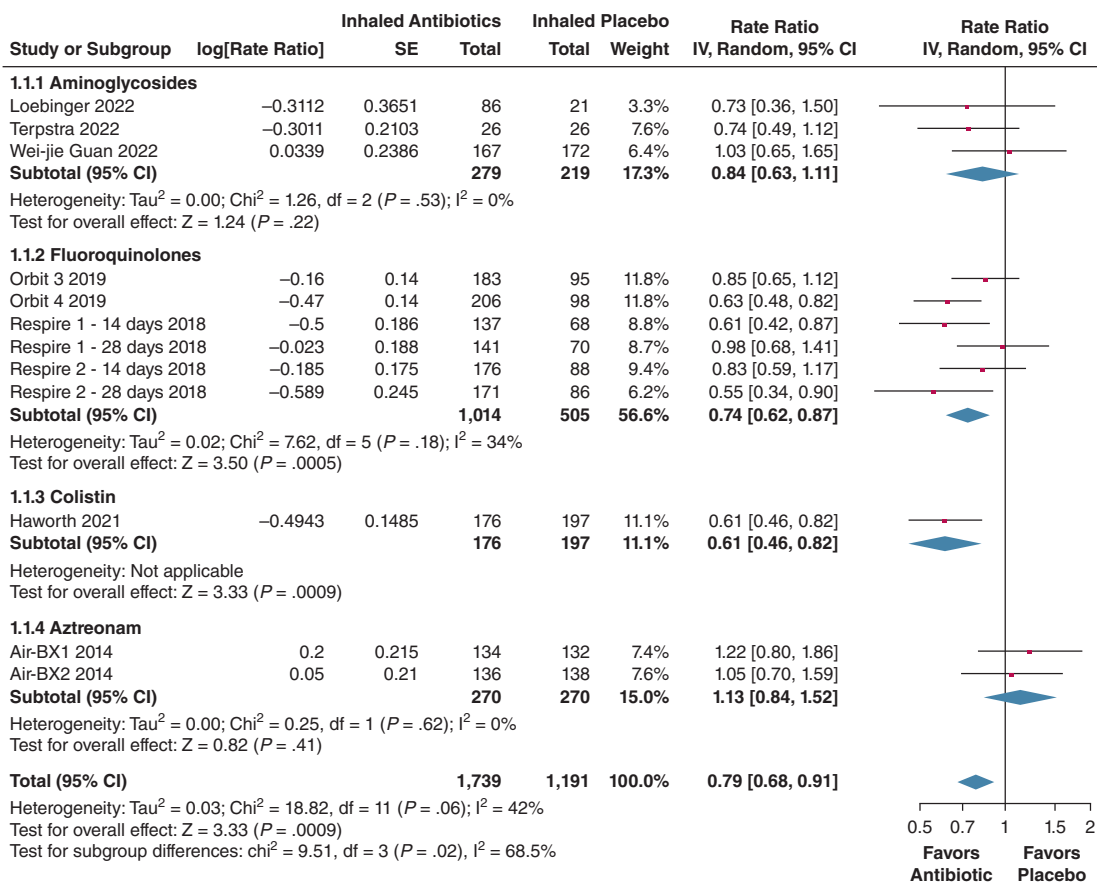 Inhaled Antibiotics Inhaled Placebo Rate Ratio Rate Ratio
Study or Subgroup log[Rate Ratio] SE Total Total Weight IV, Random, 95% CI IV, Random, 95% CI
1.1.1 Aminoglycosides
Loebinger 2022 –0.3112 0.3651 86 21 3.3% 0.73 [0.36, 1.50]
Terpstra 2022 –0.3011 0.2103 26 26 7.6% 0.74 [0.49, 1.12]
Wei-jie Guan 2022 0.0339 0.2386 167 172 6.4% 1.03 [0.65, 1.65]
Subtotal (95% CI) 279 219 17.3% 0.84 [0.63, 1.11]
Heterogeneity: Tau² = 0.00; Chi² = 1.26, df = 2 (P = .53); I² = 0%
Test for overall effect: Z = 1.24 (P = .22)
1.1.2 Fluoroquinolones
Orbit 3 2019 –0.16 0.14 183 95 11.8% 0.85 [0.65, 1.12]
Orbit 4 2019 –0.47 0.14 206 98 11.8% 0.63 [0.48, 0.82]
Respire 1 - 14 days 2018 –0.5 0.186 137 68 8.8% 0.61 [0.42, 0.87]
Respire 1 - 28 days 2018 –0.023 0.188 141 70 8.7% 0.98 [0.68, 1.41]
Respire 2 - 14 days 2018 –0.185 0.175 176 88 9.4% 0.83 [0.59, 1.17]
Respire 2 - 28 days 2018 –0.589 0.245 171 86 6.2% 0.55 [0.34, 0.90]
Subtotal (95% CI) 1,014 505 56.6% 0.74 [0.62, 0.87]
Heterogeneity: Tau² = 0.02; Chi² = 7.62, df = 5 (P = .18); I² = 34%
Test for overall effect: Z = 3.50 (P = .0005)
1.1.3 Colistin
Haworth 2021 –0.4943 0.1485 176 197 11.1% 0.61 [0.46, 0.82]
Subtotal (95% CI) 176 197 11.1% 0.61 [0.46, 0.82]
Heterogeneity: Not applicable
Test for overall effect: Z = 3.33 (P = .0009)
1.1.4 Aztreonam
Air-BX1 2014 0.2 0.215 134 132 7.4% 1.22 [0.80, 1.86]
Air-BX2 2014 0.05 0.21 136 138 7.6% 1.05 [0.70, 1.59]
Subtotal (95% CI) 270 270 15.0% 1.13 [0.84, 1.52]
Heterogeneity: Tau² = 0.00; Chi² = 0.25, df = 1 (P = .62); I² = 0%
Test for overall effect: Z = 0.82 (P = .41)
Total (95% CI) 1,739 1,191 100.0% 0.79 [0.68, 0.91]
Heterogeneity: Tau² = 0.03; Chi² = 18.82, df = 11 (P = .06); I² = 42%
Test for overall effect: Z = 3.33 (P = .0009)
Test for subgroup differences: chi² = 9.51, df = 3 (P = .02), I² = 68.5%
0.5 0.7 1 1.5 2
Favors Favors
Antibiotic Placebo